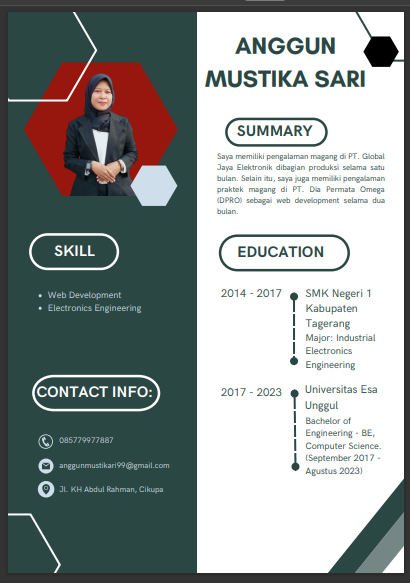 ANGGUN
MUSTIKA SARI
SUMMARY
Saya memiliki pengalaman magang di PT. Global
Jaya Elektronik dibagian produksi selama satu
bulan. Selain itu, saya juga memiliki pengalaman
praktek magang di PT. Dia Permata Omega
(DPRO) sebagai web development selama dua
bulan.
SKILL
Web Development
Electronics Engineering
CONTACT INFO:
085779977887
anggunmustikari99@gmail.com
Jl. KH Abdul Rahman, Cikupa
EDUCATION
2014 - 2017
SMK Negeri 1
Kabupaten
Tagerang
Major: Industrial
Electronics
Engineering
2017 - 2023
Universitas Esa
Unggul
Bachelor of
Engineering - BE,
Computer Science.
(September 2017 -
Agustus 2023)